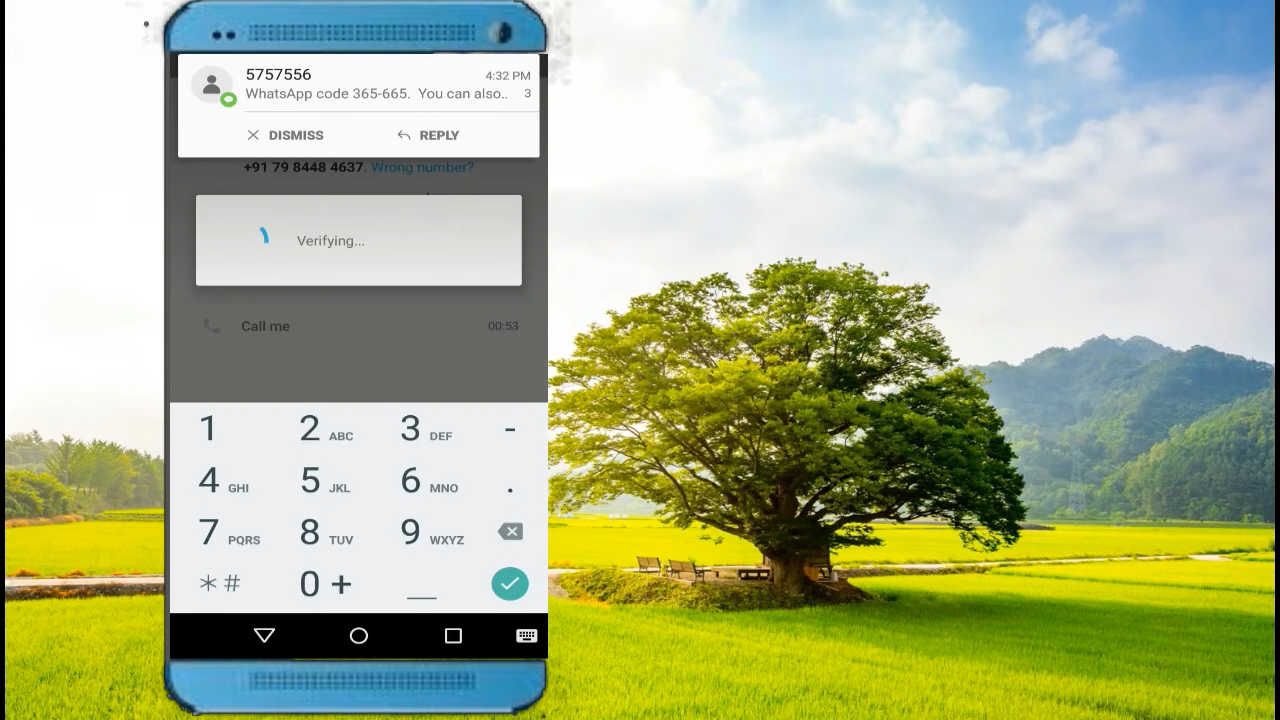 5757556 4:32 PM
WhatsApp code 365-665. You can also.. 3
DISMISS REPLY
+91 79 8448 4637. Wrong number?
Verifying...
Call me 00:53
1 2 ABC 3 DEF -
4 GHI 5 JKL 6 MNO .
7 PQRS 8 TUV 9 WXYZ
*# 0 + _